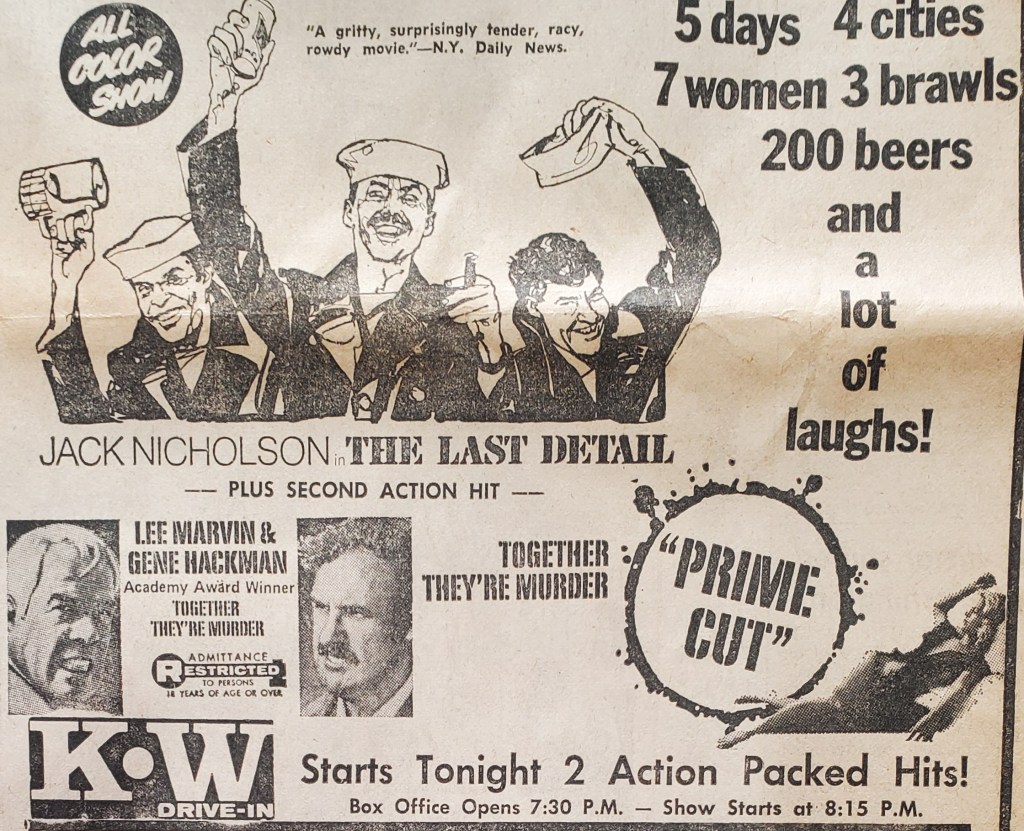 ALL
COLOR
SHOW
"A gritty, surprisingly tender, racy,
rowdy movie."—N.Y. Daily News.
5 days 4 cities
7 women 3 brawls
200 beers
and
a
lot
of
laughs!
JACK NICHOLSON in THE LAST DETAIL
— PLUS SECOND ACTION HIT —
LEE MARVIN &
GENE HACKMAN
Academy Award Winner
TOGETHER
THEY'RE MURDER
ADMITTANCE
RESTRICTED
TO PERSONS
18 YEARS OF AGE OR OVER
TOGETHER
THEY'RE MURDER
"PRIME
CUT"
K·W
DRIVE-IN
Starts Tonight 2 Action Packed Hits!
Box Office Opens 7:30 P.M. — Show Starts at 8:15 P.M.